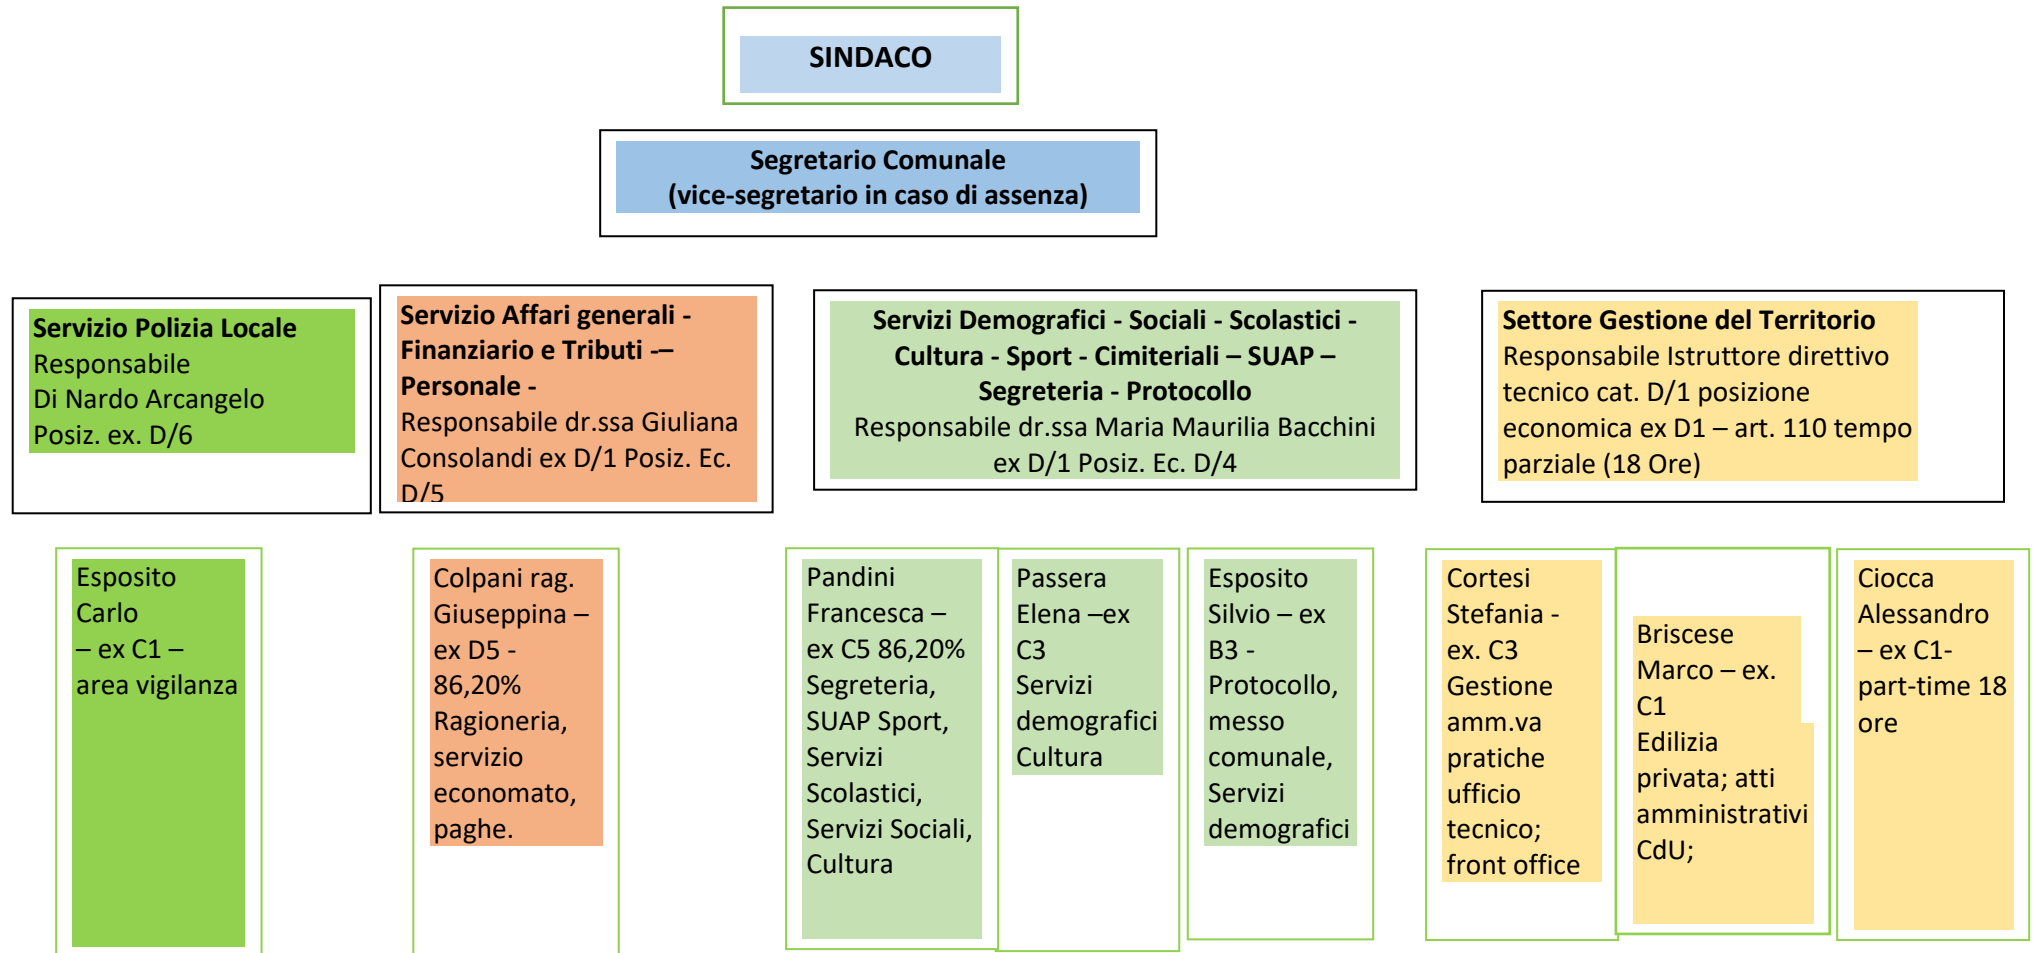 SINDACO
Segretario Comunale
(vice-segretario in caso di assenza)
Servizio Polizia Locale
Responsabile
Di Nardo Arcangelo
Posiz. ex. D/6
Servizio Affari generali -
Finanziario e Tributi -–
Personale -
Responsabile dr.ssa Giuliana
Consolandi ex D/1 Posiz. Ec.
D/5
Servizi Demografici - Sociali - Scolastici -
Cultura - Sport - Cimiteriali – SUAP –
Segreteria - Protocollo
Responsabile dr.ssa Maria Maurilia Bacchini
ex D/1 Posiz. Ec. D/4
Settore Gestione del Territorio
Responsabile Istruttore direttivo
tecnico cat. D/1 posizione
economica ex D1 – art. 110 tempo
parziale (18 Ore)
Esposito
Carlo
– ex C1 –
area vigilanza
Colpani rag.
Giuseppina –
ex D5 -
86,20%
Ragioneria,
servizio
economato,
paghe.
Pandini
Francesca –
ex C5 86,20%
Segreteria,
SUAP Sport,
Servizi
Scolastici,
Servizi Sociali,
Cultura
Passera
Elena –ex
C3
Servizi
demografici
Cultura
Esposito
Silvio – ex
B3 -
Protocollo,
messo
comunale,
Servizi
demografici
Cortesi
Stefania -
ex. C3
Gestione
amm.va
pratiche
ufficio
tecnico;
front office
Briscese
Marco – ex.
C1
Edilizia
privata; atti
amministrativi
CdU;
Ciocca
Alessandro
– ex C1-
part-time 18
ore